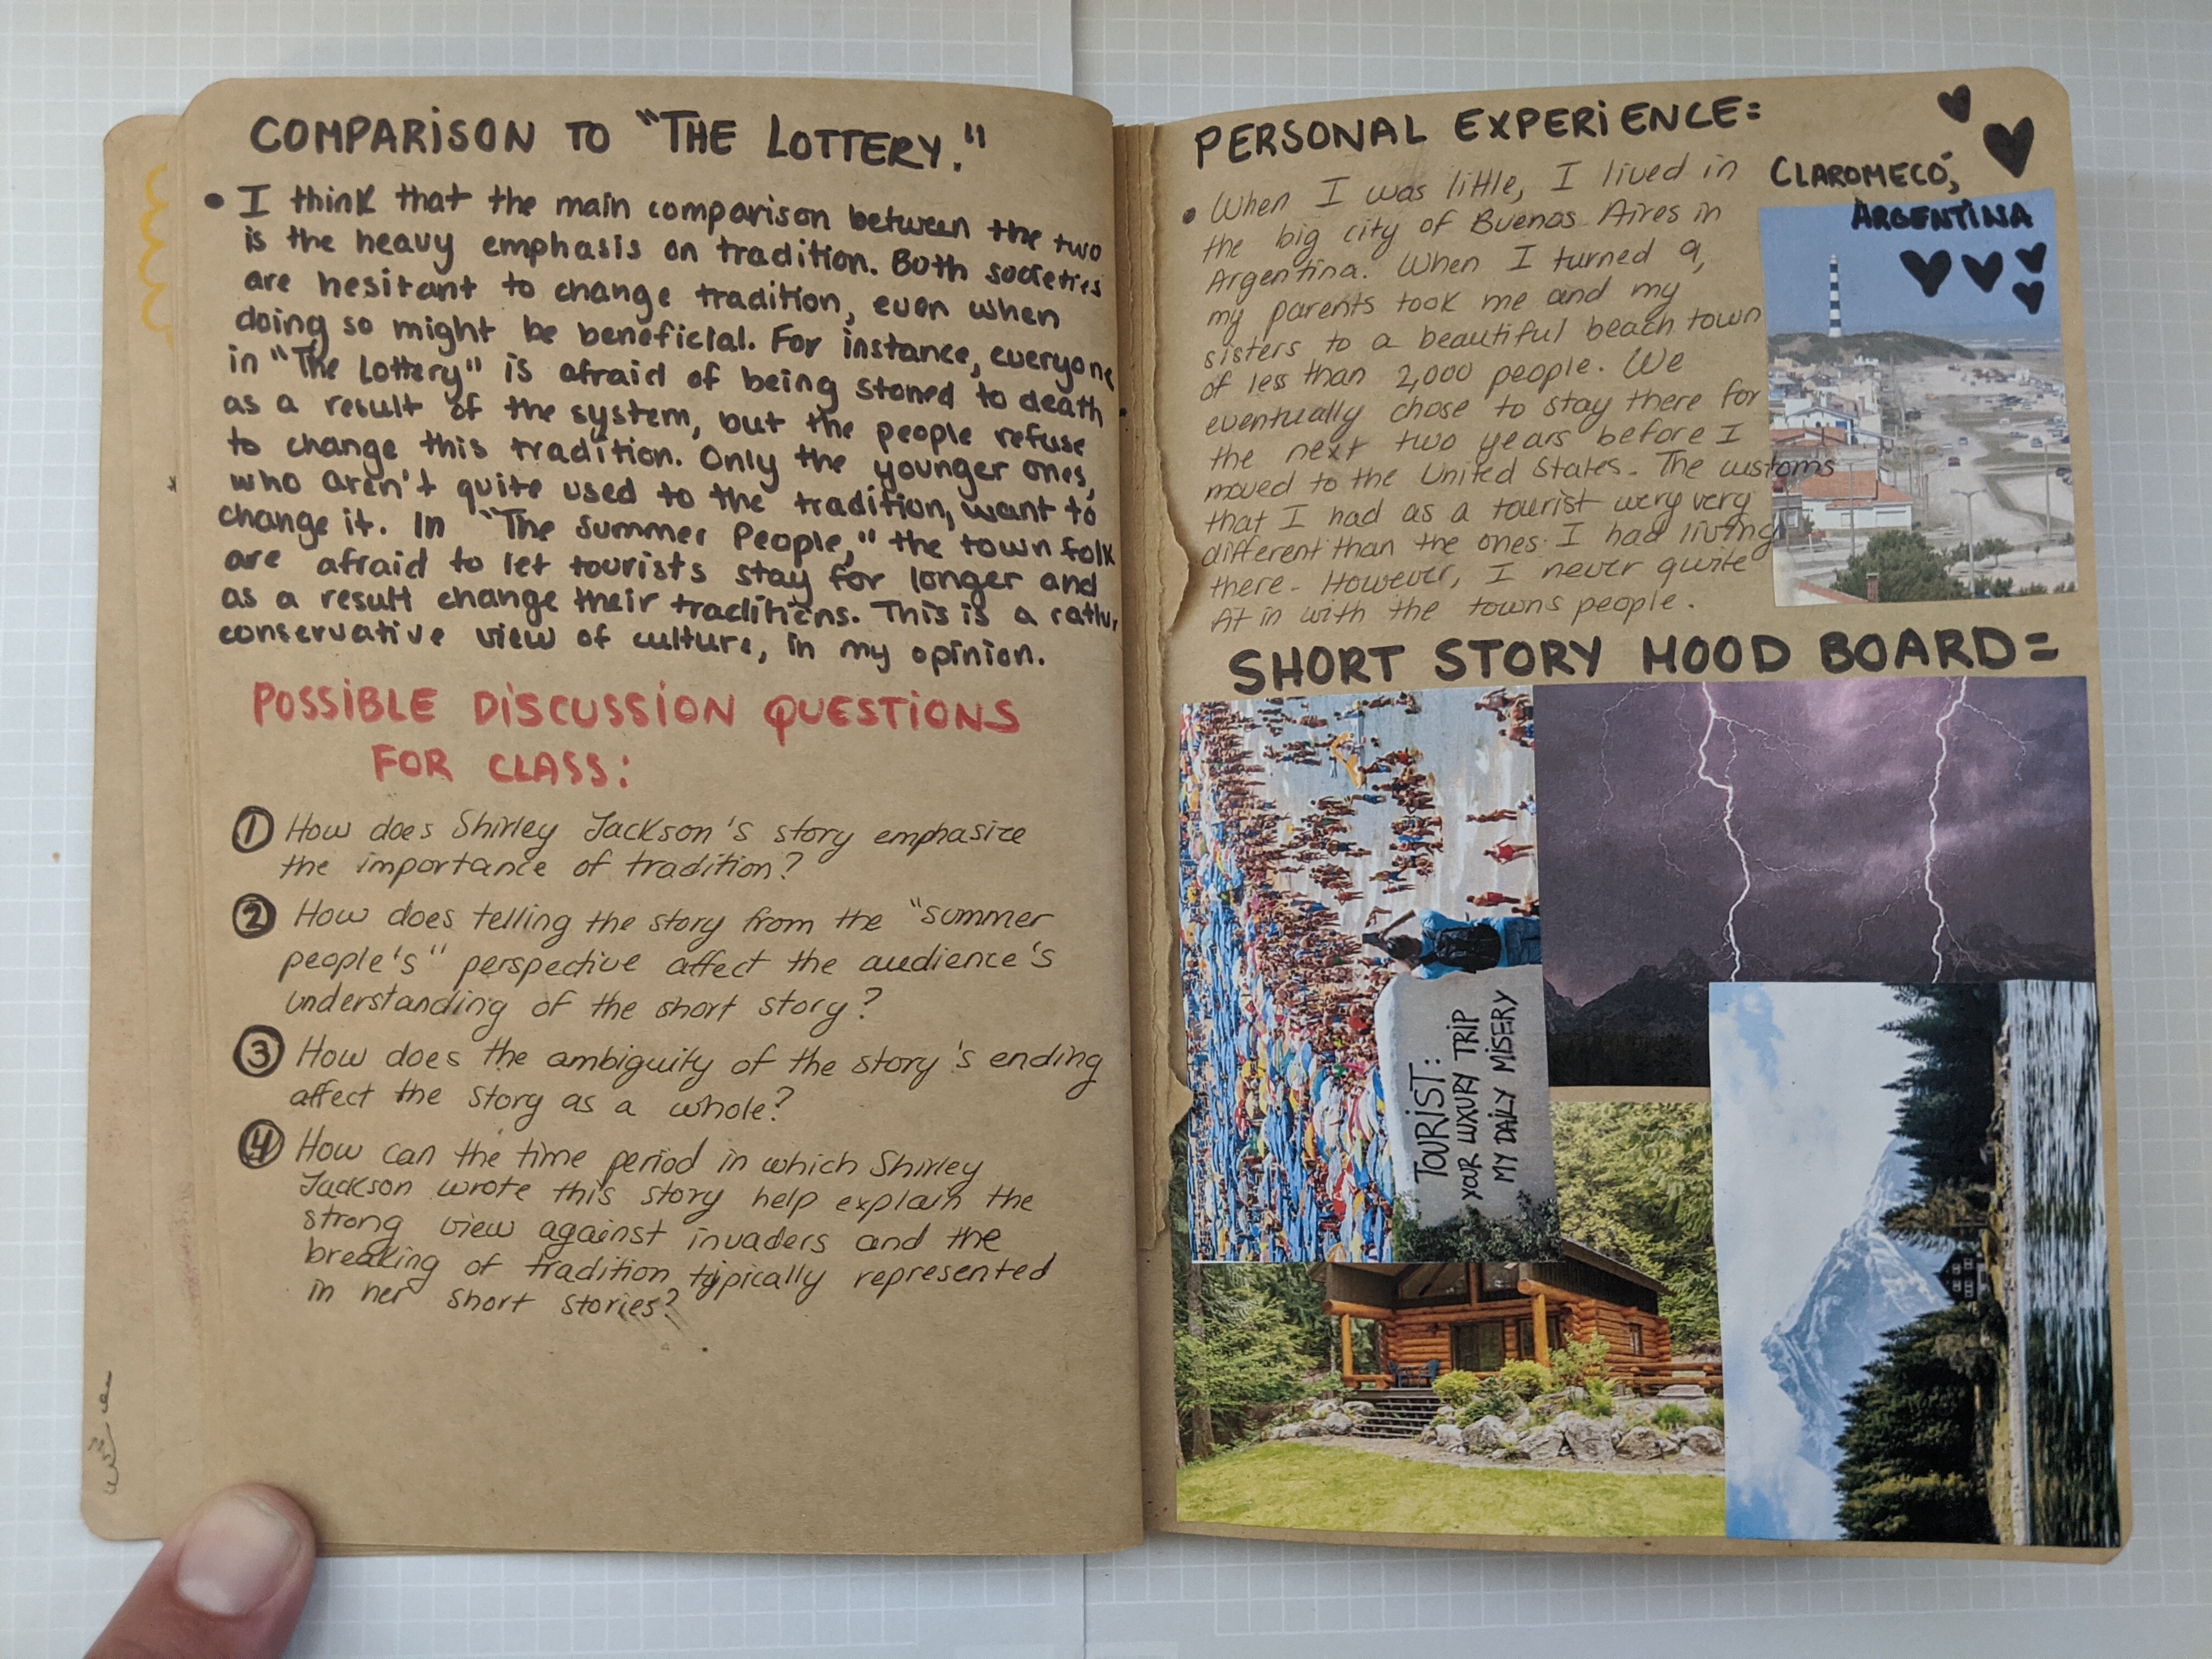 COMPARISON TO "THE LOTTERY."
• I think that the main comparison between the two
is the heavy emphasis on tradition. Both societies
are hesitant to change tradition, even when
doing so might be beneficial. For instance, everyone
in "The Lottery" is afraid of being stoned to death
as a result of the system, but the people refuse
to change this tradition. Only the younger ones,
who aren't quite used to the tradition, want to
change it. In "The Summer People," the town folk
are afraid to let tourists stay for longer and
as a result change their traditions. This is a rather
conservative view of culture, in my opinion.
POSSIBLE DISCUSSION QUESTIONS
FOR CLASS:
① How does Shirley Jackson's story emphasize
the importance of tradition?
② How does telling the story from the "summer
people's" perspective affect the audience's
understanding of the short story?
③ How does the ambiguity of the story's ending
affect the story as a whole?
④ How can the time period in which Shirley
Jackson wrote this story help explain the
strong view against invaders and the
breaking of tradition typically represented
in her short stories?
PERSONAL EXPERIENCE:
• When I was little, I lived in
the big city of Buenos Aires in
Argentina. When I turned 9,
my parents took me and my
sisters to a beautiful beach town
of less than 2,000 people. We
eventually chose to stay there for
the next two years before I
moved to the United States. The customs
that I had as a tourist very very
different than the ones I had living
there. However, I never quite
fit in with the towns people.
CLAROMECÓ,
ARGENTINA
SHORT STORY MOOD BOARD=
TOURIST:
YOUR LUXURY TRIP
MY DAILY MISERY